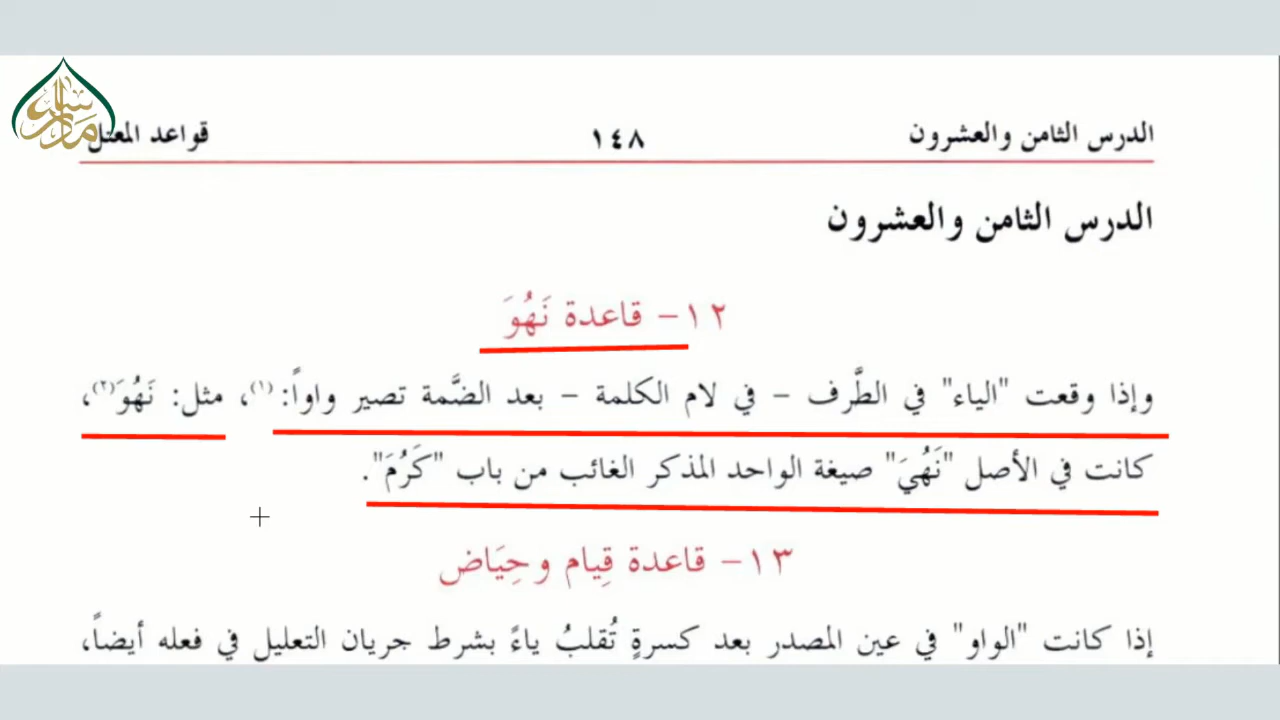 الدرس الثامن والعشرون ١٤٨ قواعد المعتل
الدرس الثامن والعشرون
١٢- قاعدة نَهُوَ
وإذا وقعت "الياء" في الطَّرف - في لام الكلمة - بعد الضَّمة تصير واواً:(١)، مثل: نَهُوَ(٢)،
كانت في الأصل "نَهُيَ" صيغة الواحد المذكر الغائب من باب "كَرُمَ".
١٣- قاعدة قِيام وحِيَاض
إذا كانت "الواو" في عين المصدر بعد كسرةٍ تُقلبُ ياءً بشرط جريان التعليل في فعله أيضاً،